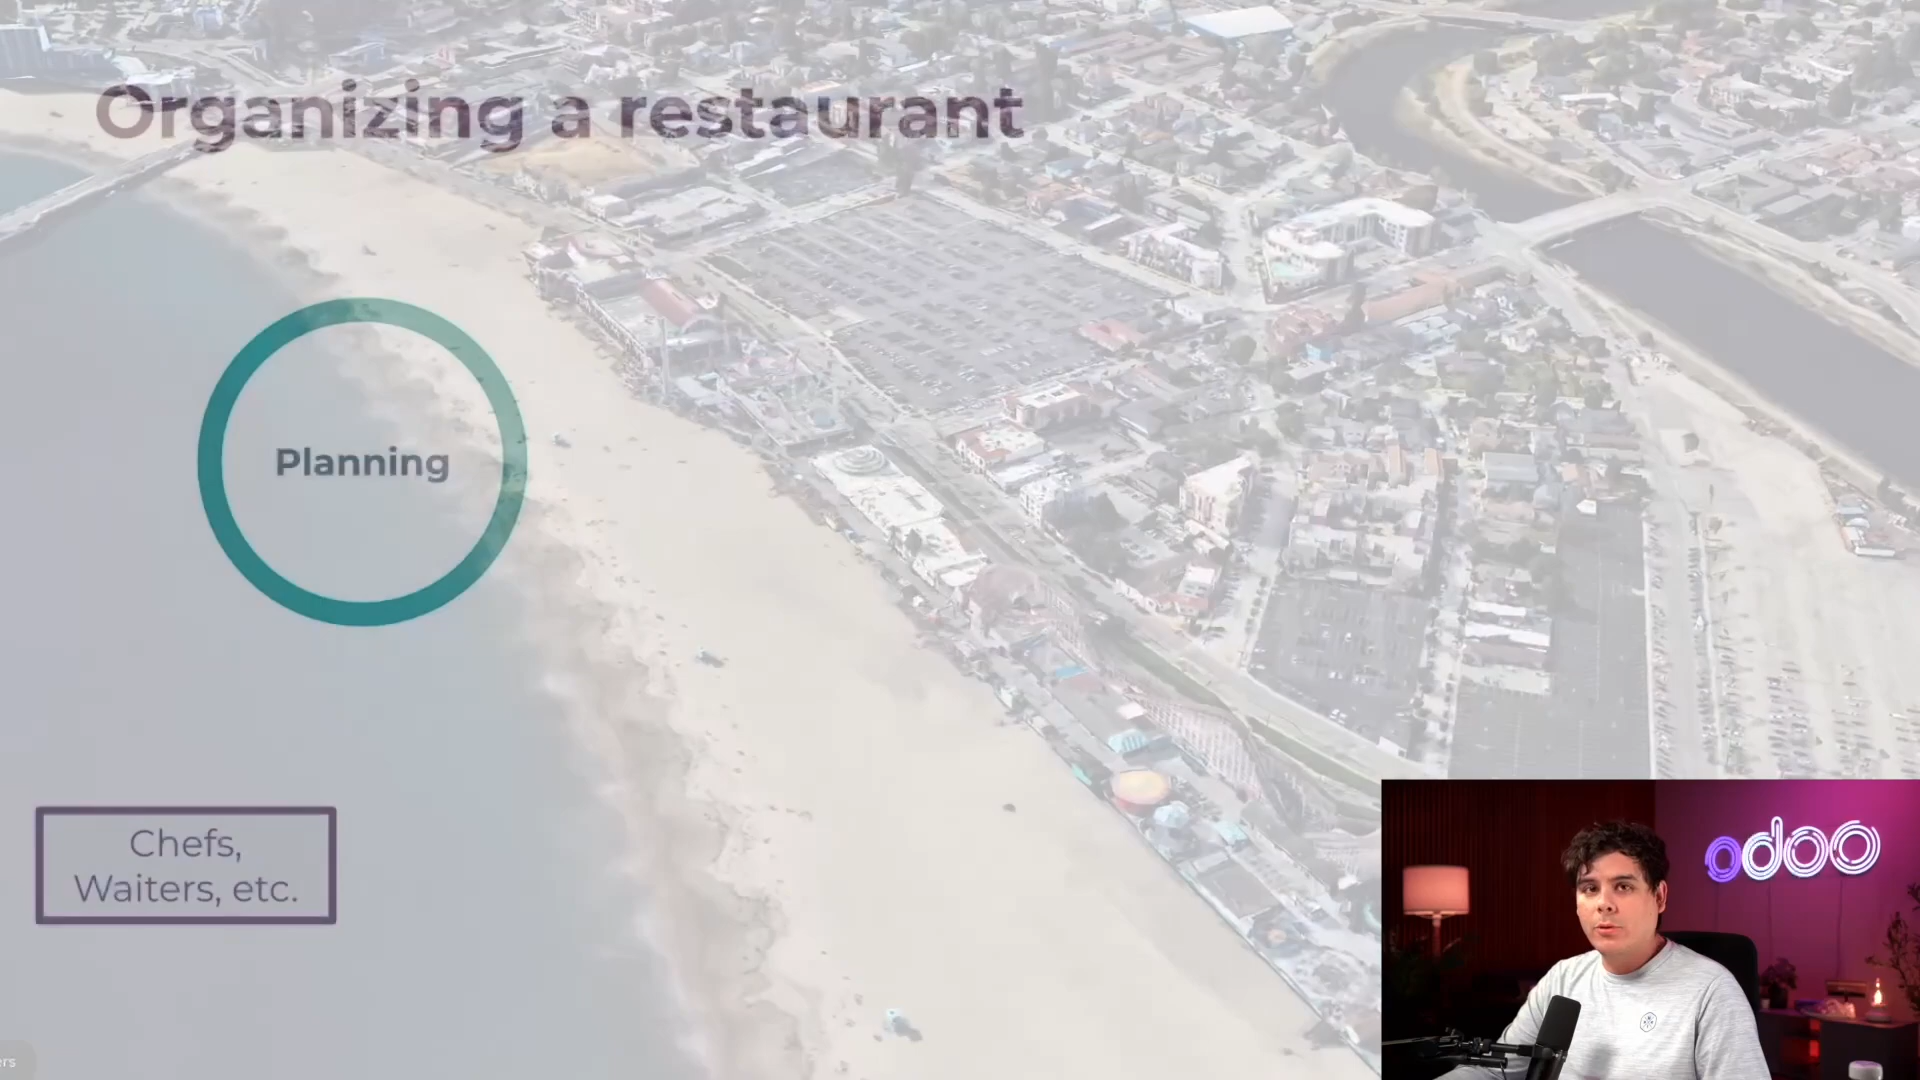 Organizing a restaurant
Planning
Chefs,
Waiters, etc.
odoo